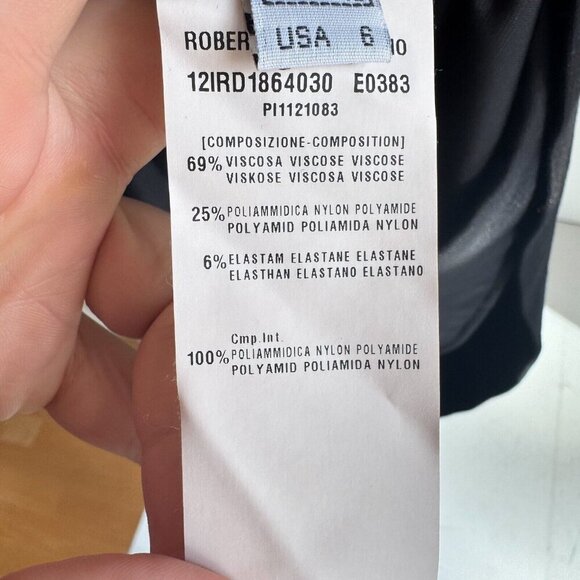 USA 6
ROBER
12IRD1864030 E0383
PI1121083
[COMPOSIZIONE-COMPOSITION]
69% VISCOSA VISCOSE VISCOSE
VISKOSE VISCOSA VISCOSE
25% POLIAMMIDICA NYLON POLYAMIDE
POLYAMID POLIAMIDA NYLON
6% ELASTAM ELASTANE ELASTANE
ELASTHAN ELASTANO ELASTANO
Cmp.Int.
100% POLIAMMIDICA NYLON POLYAMIDE
POLYAMID POLIAMIDA NYLON